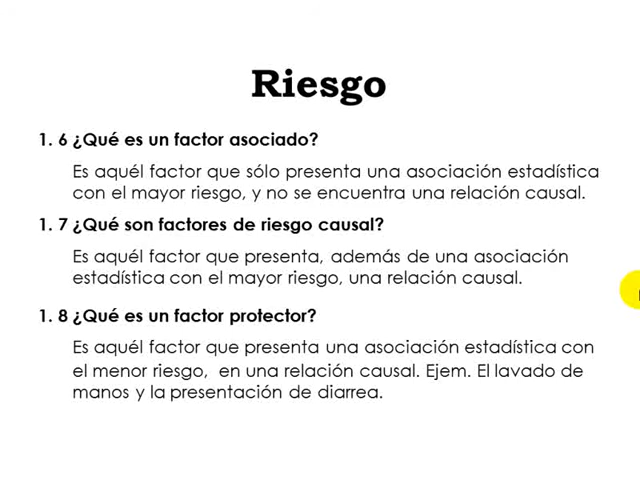 Riesgo
1. 6 ¿Qué es un factor asociado?
Es aquél factor que sólo presenta una asociación estadística
con el mayor riesgo, y no se encuentra una relación causal.
1. 7 ¿Qué son factores de riesgo causal?
Es aquél factor que presenta, además de una asociación
estadística con el mayor riesgo, una relación causal.
1. 8 ¿Qué es un factor protector?
Es aquél factor que presenta una asociación estadística con
el menor riesgo, en una relación causal. Ejem. El lavado de
manos y la presentación de diarrea.